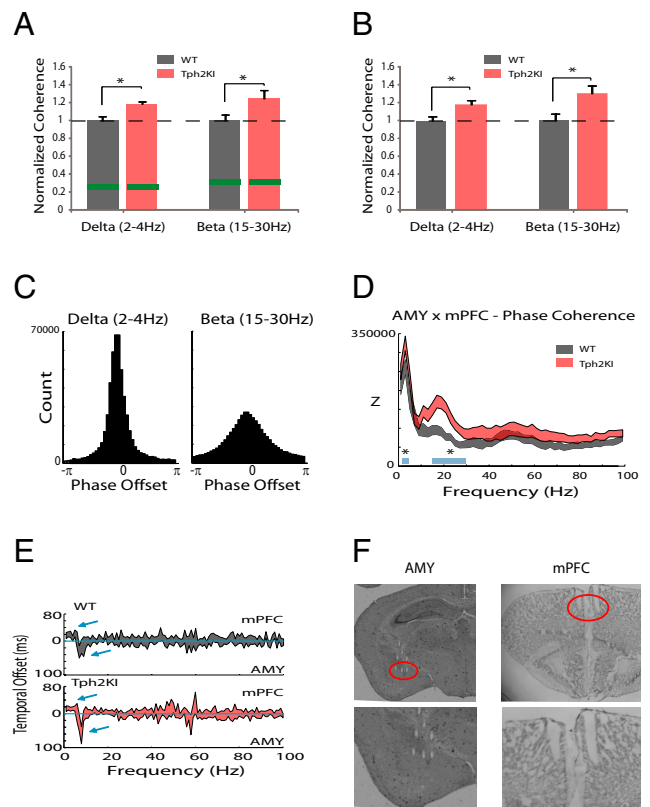 A
WT
Tph2KI
Normalized Coherence
1.6
1.4
1.2
1
0.8
0.6
0.4
0.2
0
*
*
Delta (2-4Hz)
Beta (15-30Hz)
B
WT
Tph2KI
Normalized Coherence
1.6
1.4
1.2
1
0.8
0.6
0.4
0.2
0
*
*
Delta (2-4Hz)
Beta (15-30Hz)
C
Delta (2-4Hz)
Beta (15-30Hz)
70000
Count
0
-π 0 π
-π 0 π
Phase Offset
Phase Offset
D
AMY x mPFC - Phase Coherence
350000
WT
Tph2KI
Z
0
*
*
20 40 60 80 100
Frequency (Hz)
E
WT
80
40
0
100
mPFC
AMY
Tph2KI
80
40
0
100
mPFC
AMY
Temporal Offset (ms)
0 20 40 60 80 100
Frequency (Hz)
F
AMY
mPFC